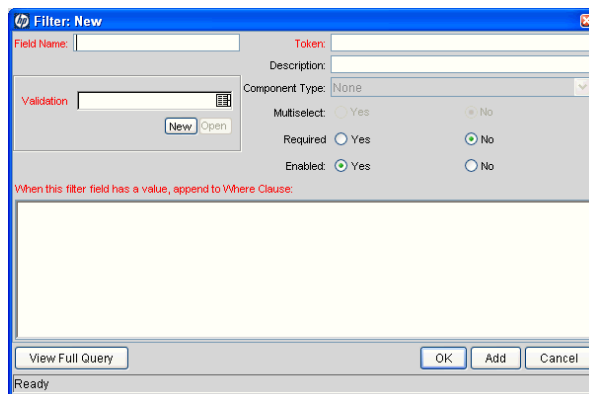 hp Filter: New
Field Name: Token:
Description:
Component Type: None
Validation
Multiselect: Yes No
New Open
Required Yes No
Enabled: Yes No
When this filter field has a value, append to Where Clause:
View Full Query OK Add Cancel
Ready